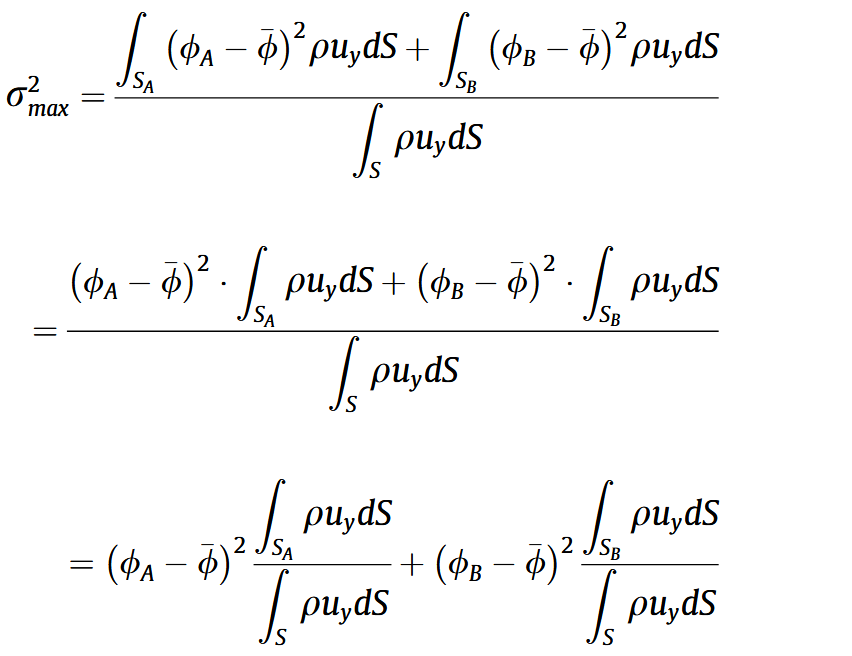 σ²_max = ( ∫_{S_A} (ϕ_A − ϕ̄)² ρu_y dS + ∫_{S_B} (ϕ_B − ϕ̄)² ρu_y dS ) / ( ∫_S ρu_y dS )
= ( (ϕ_A − ϕ̄)² · ∫_{S_A} ρu_y dS + (ϕ_B − ϕ̄)² · ∫_{S_B} ρu_y dS ) / ( ∫_S ρu_y dS )
= (ϕ_A − ϕ̄)² ( ∫_{S_A} ρu_y dS ) / ( ∫_S ρu_y dS ) + (ϕ_B − ϕ̄)² ( ∫_{S_B} ρu_y dS ) / ( ∫_S ρu_y dS )